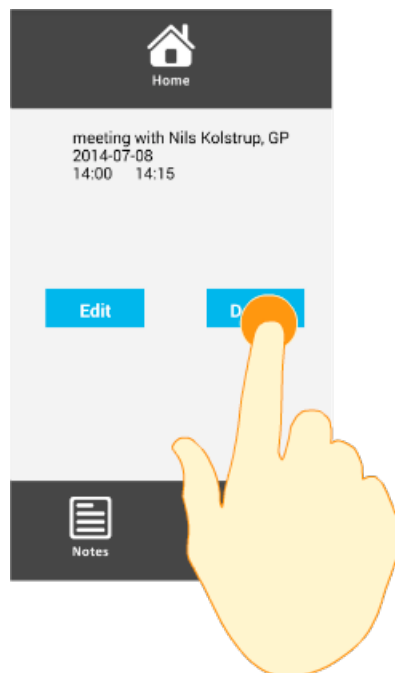 Home
meeting with Nils Kolstrup, GP
2014-07-08
14:00 14:15
Edit
Notes